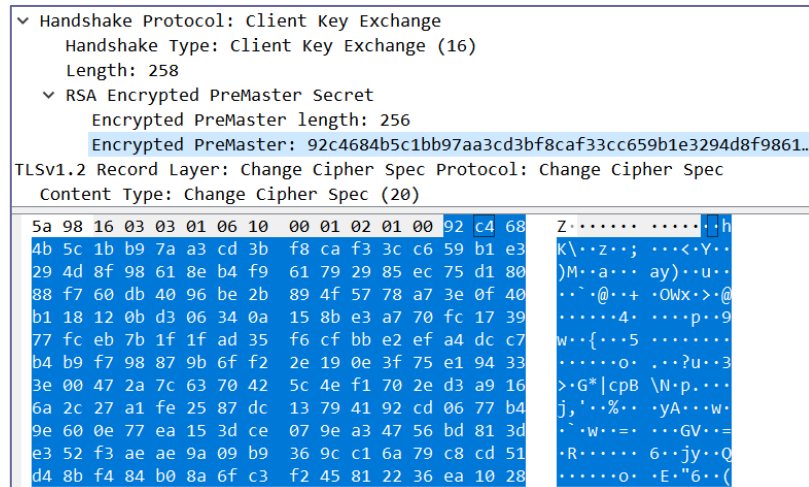 Handshake Protocol: Client Key Exchange
Handshake Type: Client Key Exchange (16)
Length: 258
RSA Encrypted PreMaster Secret
Encrypted PreMaster length: 256
Encrypted PreMaster: 92c4684b5c1bb97aa3cd3bf8caf33cc659b1e3294d8f9861…
TLSv1.2 Record Layer: Change Cipher Spec Protocol: Change Cipher Spec
Content Type: Change Cipher Spec (20)
5a 98 16 03 03 01 06 10 00 01 02 01 00 92 c4 68 Z·······  ·······h
4b 5c 1b b9 7a a3 cd 3b f8 ca f3 3c c6 59 b1 e3 K\··z··; ···<·Y··
29 4d 8f 98 61 8e b4 f9 61 79 29 85 ec 75 d1 80 )M··a··· ay)··u··
88 f7 60 db 40 96 be 2b 89 4f 57 78 a7 3e 0f 40 ··`·@··+ ·OWx·>·@
b1 18 12 0b d3 06 34 0a 15 8b e3 a7 70 fc 17 39 ······4· ····p··9
77 fc eb 7b 1f 1f ad 35 f6 cf bb e2 ef a4 dc c7 w··{···5 ········
b4 b9 f7 98 87 9b 6f f2 2e 19 0e 3f 75 e1 94 33 ······o· .··?u··3
3e 00 47 2a 7c 63 70 42 5c 4e f1 70 2e d3 a9 16 >·G*|cpB \N·p.···
6a 2c 27 a1 fe 25 87 dc 13 79 41 92 cd 06 77 b4 j,'··%·· ·yA···w·
9e 60 0e 77 ea 15 3d ce 07 9e a3 47 56 bd 81 3d ·`·w··=· ···GV··=
e3 52 f3 ae ae 9a 09 b9 36 9c c1 6a 79 c8 cd 51 ·R······ 6··jy··Q
d4 8b f4 84 b0 8a 6f c3 f2 45 81 22 36 ea 10 28 ······o· ·E·"6··(